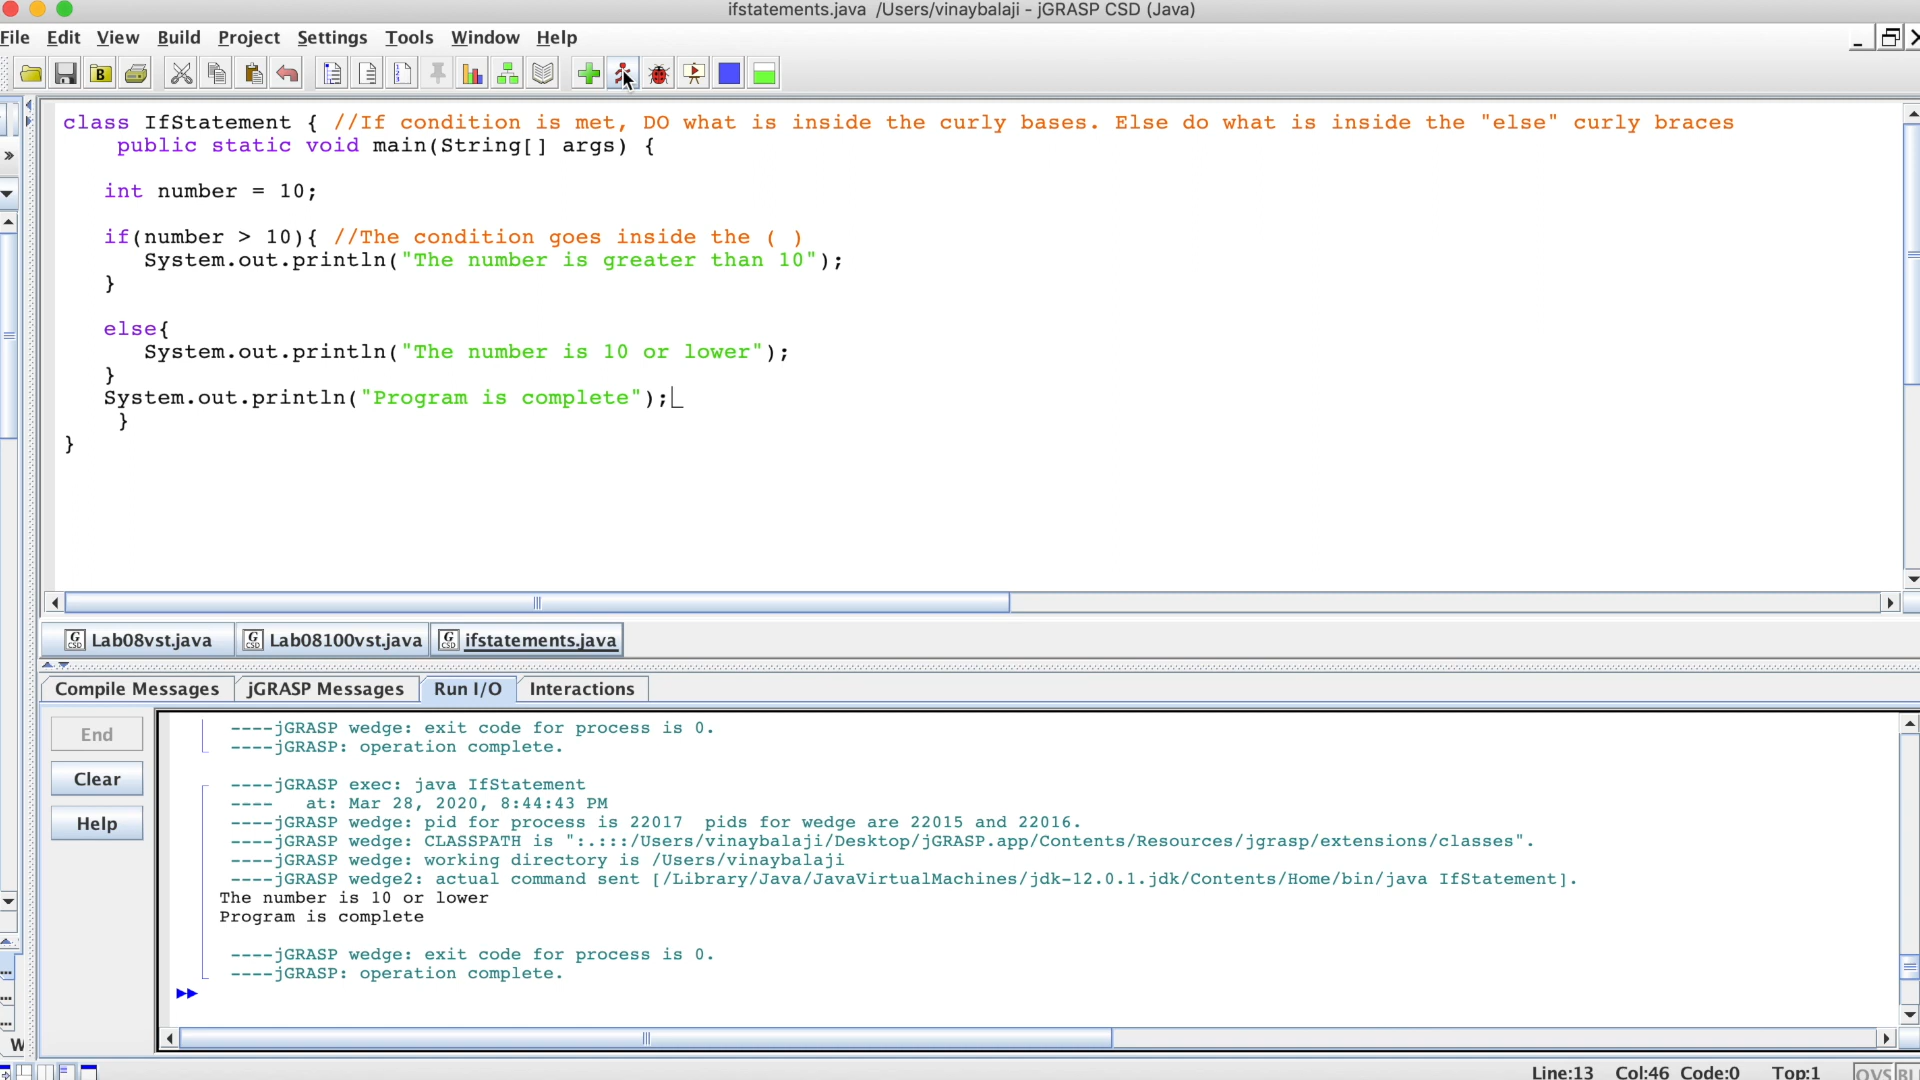 ifstatements.java /Users/vinaybalaji - jGRASP CSD (Java)
File Edit View Build Project Settings Tools Window Help
class IfStatement { //If condition is met, DO what is inside the curly bases. Else do what is inside the "else" curly braces
public static void main(String[] args) {
int number = 10;
if(number > 10){ //The condition goes inside the ( )
System.out.println("The number is greater than 10");
}
else{
System.out.println("The number is 10 or lower");
}
System.out.println("Program is complete");
}
}
Lab08vst.java Lab08100vst.java ifstatements.java
Compile Messages jGRASP Messages Run I/O Interactions
End
Clear
Help
----jGRASP wedge: exit code for process is 0.
----jGRASP: operation complete.
----jGRASP exec: java IfStatement
---- at: Mar 28, 2020, 8:44:43 PM
----jGRASP wedge: pid for process is 22017 pids for wedge are 22015 and 22016.
----jGRASP wedge: CLASSPATH is ":.:::/Users/vinaybalaji/Desktop/jGRASP.app/Contents/Resources/jgrasp/extensions/classes".
----jGRASP wedge: working directory is /Users/vinaybalaji
----jGRASP wedge2: actual command sent [/Library/Java/JavaVirtualMachines/jdk-12.0.1.jdk/Contents/Home/bin/java IfStatement].
The number is 10 or lower
Program is complete
----jGRASP wedge: exit code for process is 0.
----jGRASP: operation complete.
Line:13 Col:46 Code:0 Top:1 OVS